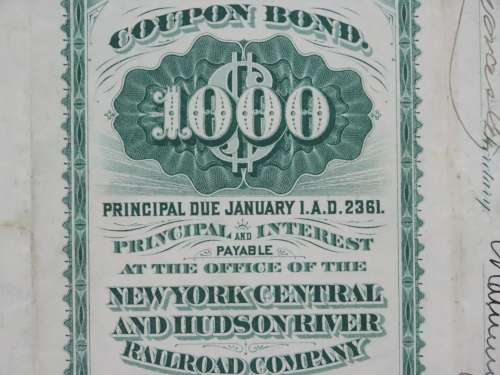 COUPON BOND.
$1000
PRINCIPAL DUE JANUARY 1. A.D. 2361.
PRINCIPAL AND INTEREST
PAYABLE
AT THE OFFICE OF THE
NEW YORK CENTRAL
AND HUDSON RIVER
RAILROAD COMPANY